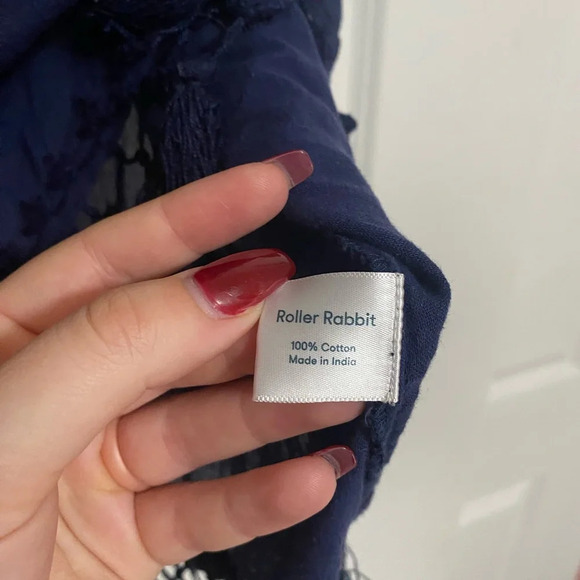 Roller Rabbit
100% Cotton
Made in India